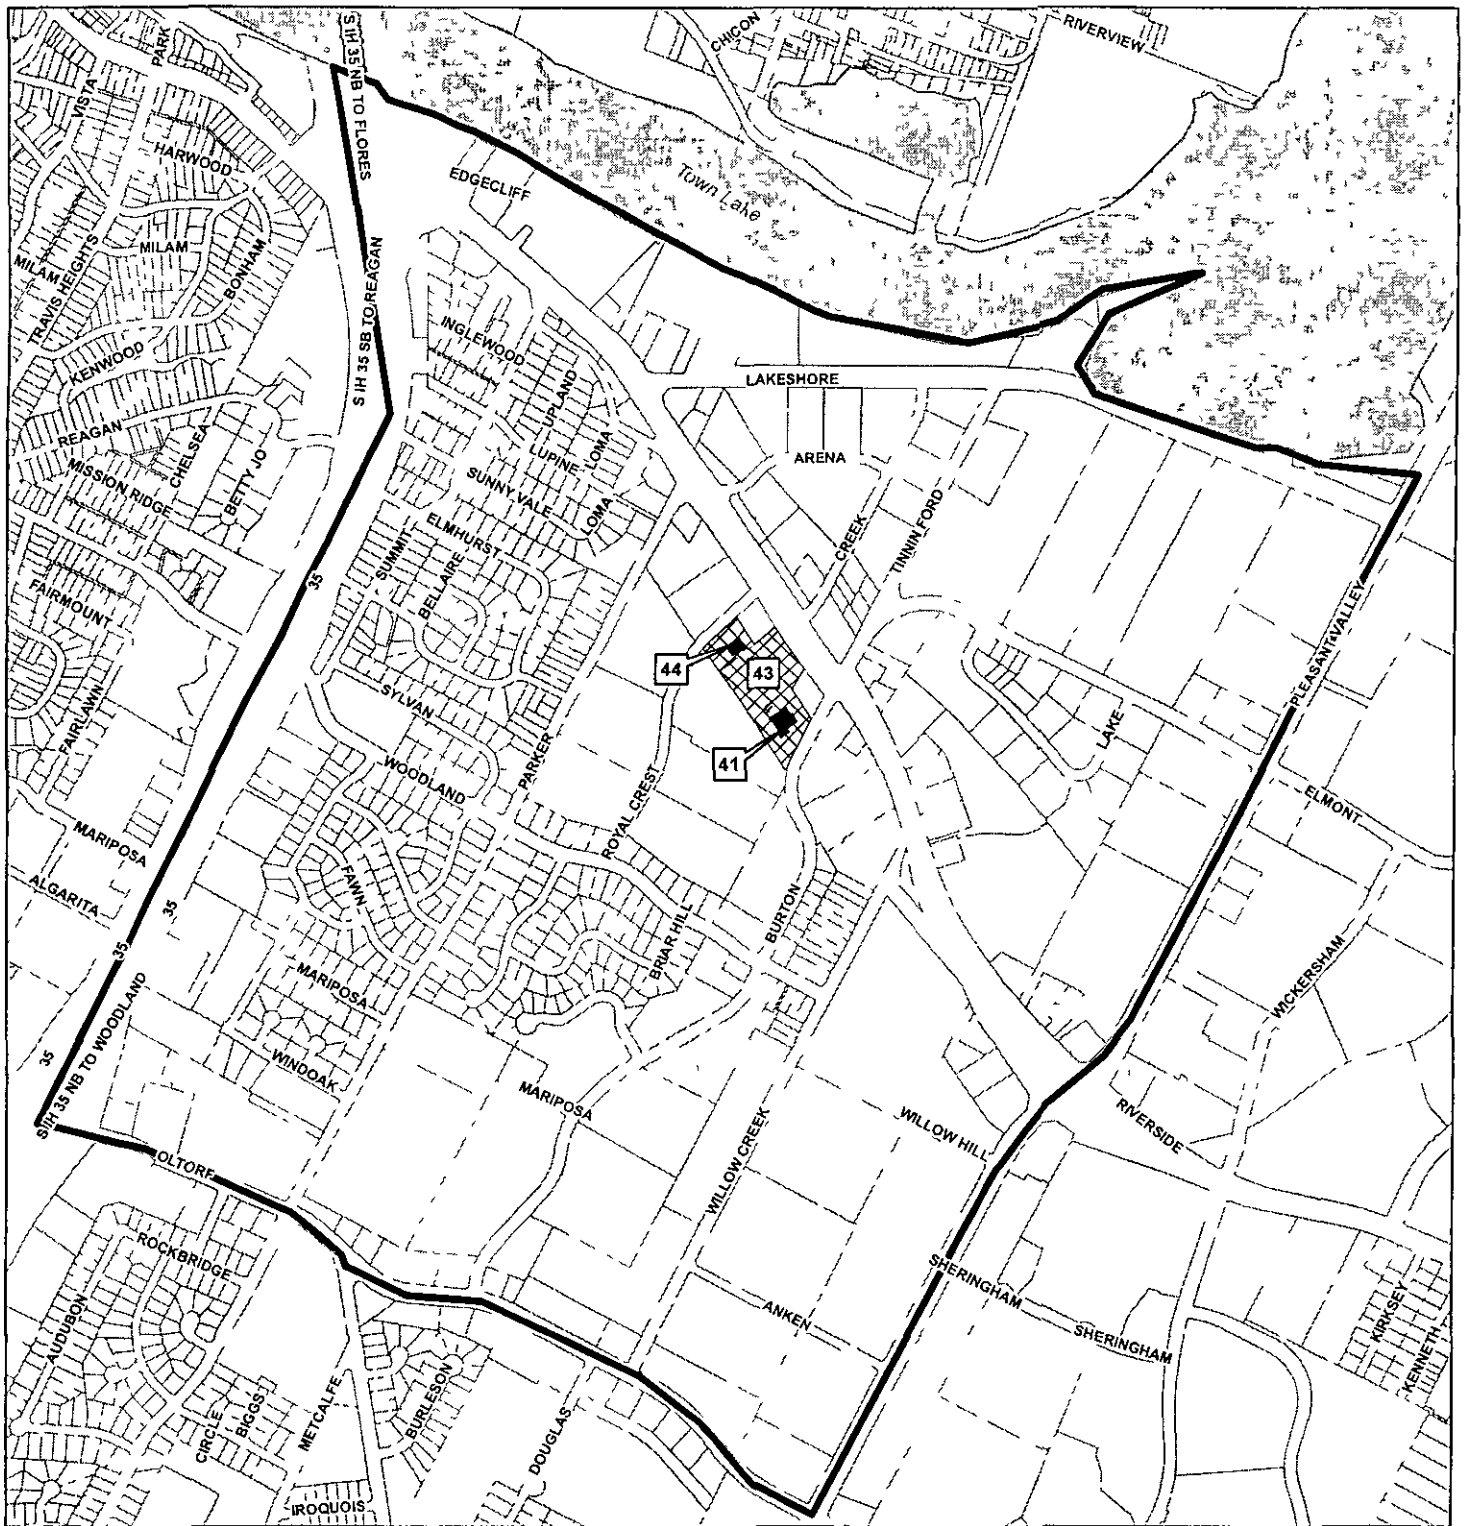 CHICON
RIVERVIEW
PARK
S IH 35 NB TO FLORES
VISTA
HARWOOD
EDGECLIFF
Town Lake
MILAM
BONHAM
MILAM
TRAVIS HEIGHTS
S IH 35 SB TO REAGAN
KENWOOD
INGLEWOOD
UPLAND
LAKESHORE
REAGAN
CHELSEA
BETTY JO
MISSION RIDGE
LUPINE
LOMA
ARENA
SUNNY VALE
LOMA
ELMHURST
CREEK
TINNIN FORD
SUMMIT
BELLAIRE
35
FAIRMOUNT
PLEASANT VALLEY
44
43
41
FAIRLAWN
SYLVAN
LAKE
PARKER
WOODLAND
ROYAL CREST
ELMONT
MARIPOSA
ALGARITA
FAWN
35
BURTON
BRIAR HILL
35
WICKERSHAM
MARIPOSA
S IH 35 NB TO WOODLAND
35
WINDOAK
MARIPOSA
WILLOW CREEK
WILLOW HILL
RIVERSIDE
OLTORF
ROCKBRIDGE
SHERINGHAM
ANKEN
SHERINGHAM
AUDUBON
KIRKSEY
KENNETH
CIRCLE
BIGGS
METCALFE
BURLESON
DOUGLAS
IROQUOIS